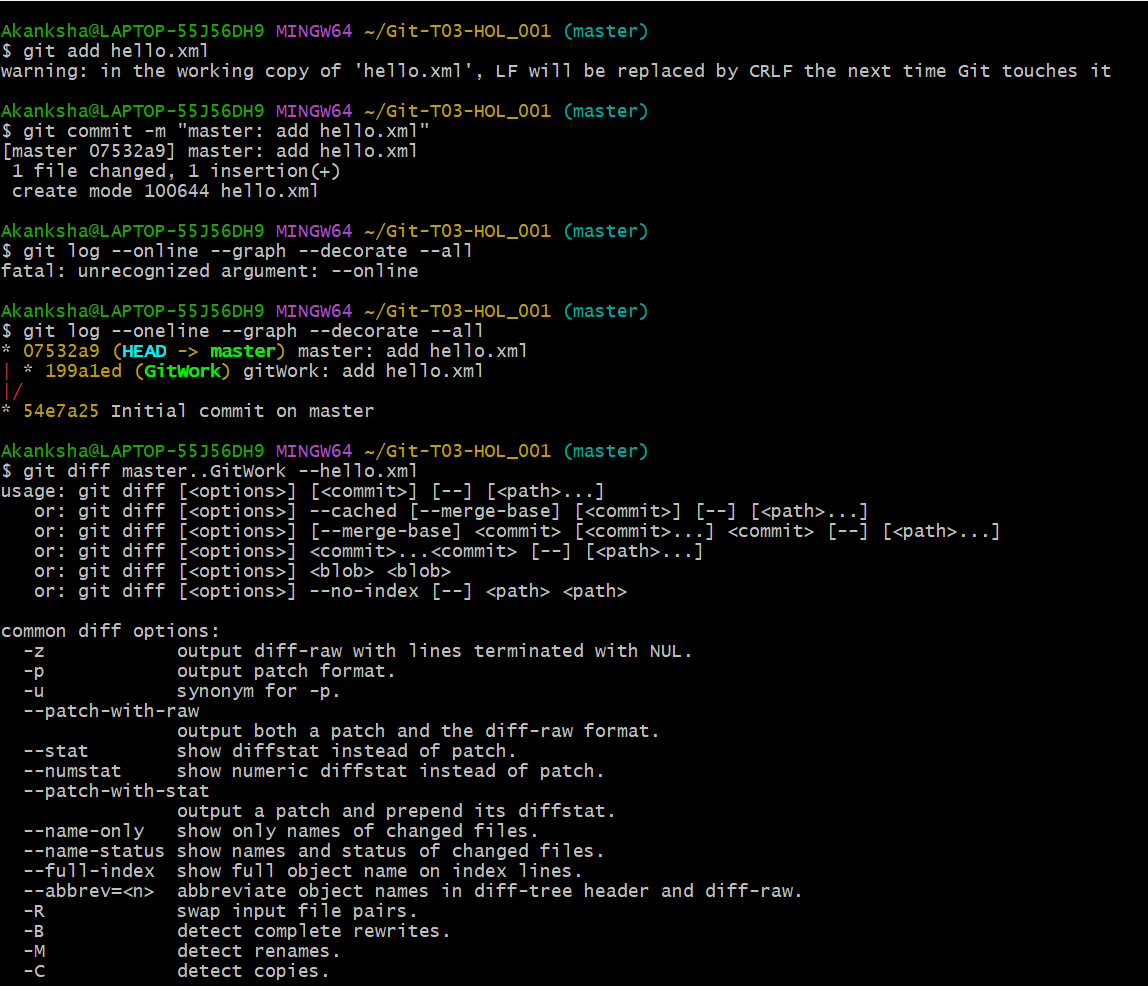 Akanksha@LAPTOP-55J56DH9 MINGW64 ~/Git-T03-HOL_001 (master)
$ git add hello.xml
warning: in the working copy of 'hello.xml', LF will be replaced by CRLF the next time Git touches it

Akanksha@LAPTOP-55J56DH9 MINGW64 ~/Git-T03-HOL_001 (master)
$ git commit -m "master: add hello.xml"
[master 07532a9] master: add hello.xml
 1 file changed, 1 insertion(+)
 create mode 100644 hello.xml

Akanksha@LAPTOP-55J56DH9 MINGW64 ~/Git-T03-HOL_001 (master)
$ git log --online --graph --decorate --all
fatal: unrecognized argument: --online

Akanksha@LAPTOP-55J56DH9 MINGW64 ~/Git-T03-HOL_001 (master)
$ git log --oneline --graph --decorate --all
* 07532a9 (HEAD -> master) master: add hello.xml
| * 199a1ed (GitWork) gitWork: add hello.xml
|/
* 54e7a25 Initial commit on master

Akanksha@LAPTOP-55J56DH9 MINGW64 ~/Git-T03-HOL_001 (master)
$ git diff master..GitWork --hello.xml
usage: git diff [<options>] [<commit>] [--] [<path>...]
   or: git diff [<options>] --cached [--merge-base] [<commit>] [--] [<path>...]
   or: git diff [<options>] [--merge-base] <commit> [<commit>...] <commit> [--] [<path>...]
   or: git diff [<options>] <commit>...<commit> [--] [<path>...]
   or: git diff [<options>] <blob> <blob>
   or: git diff [<options>] --no-index [--] <path> <path>

common diff options:
  -z            output diff-raw with lines terminated with NUL.
  -p            output patch format.
  -u            synonym for -p.
  --patch-with-raw
                output both a patch and the diff-raw format.
  --stat        show diffstat instead of patch.
  --numstat     show numeric diffstat instead of patch.
  --patch-with-stat
                output a patch and prepend its diffstat.
  --name-only   show only names of changed files.
  --name-status show names and status of changed files.
  --full-index  show full object name on index lines.
  --abbrev=<n>  abbreviate object names in diff-tree header and diff-raw.
  -R            swap input file pairs.
  -B            detect complete rewrites.
  -M            detect renames.
  -C            detect copies.